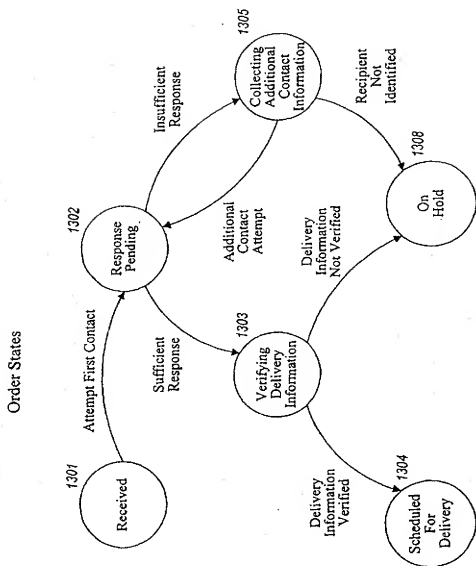 Order States
1301
Received
Attempt First Contact
1302
Response
Pending
Insufficient
Response
1305
Collecting
Additional
Contact
Information
Additional
Contact
Attempt
Sufficient
Response
1303
Verifying
Delivery
Information
Delivery
Information
Not Verified
Recipient
Not
Identified
1308
On
Hold
Delivery
Information
Verified
1304
Scheduled
For
Delivery